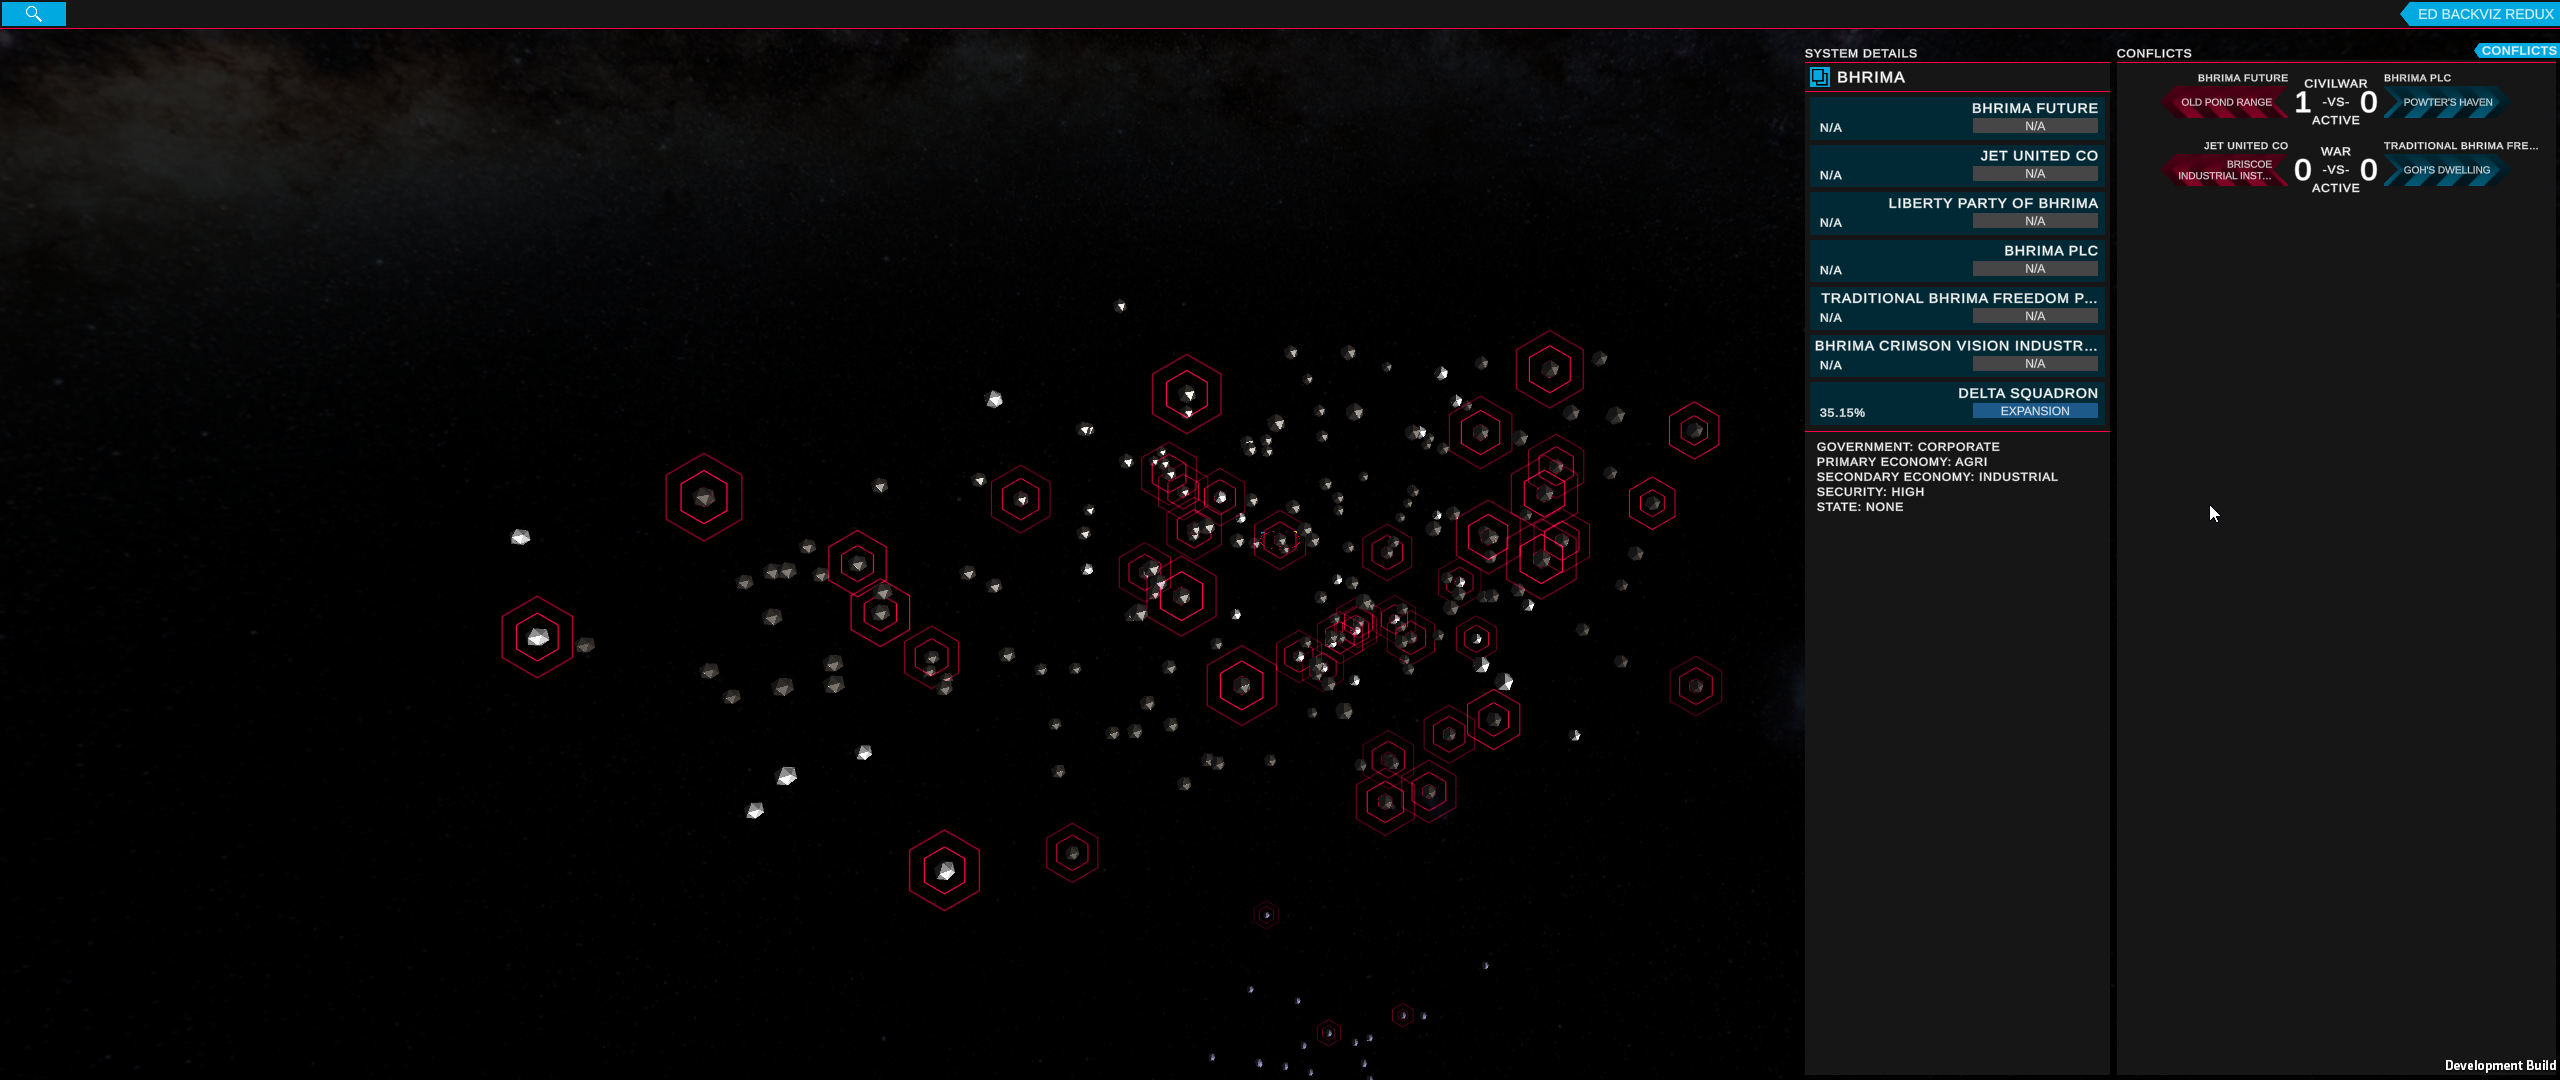 ED BACKVIZ REDUX
SYSTEM DETAILS
BHRIMA
BHRIMA FUTURE
N/A
N/A
JET UNITED CO
N/A
N/A
LIBERTY PARTY OF BHRIMA
N/A
N/A
BHRIMA PLC
N/A
N/A
TRADITIONAL BHRIMA FREEDOM P...
N/A
N/A
BHRIMA CRIMSON VISION INDUSTR...
N/A
N/A
DELTA SQUADRON
35.15%
EXPANSION
GOVERNMENT: CORPORATE
PRIMARY ECONOMY: AGRI
SECONDARY ECONOMY: INDUSTRIAL
SECURITY: HIGH
STATE: NONE
CONFLICTS
CONFLICTS
BHRIMA FUTURE
CIVILWAR
BHRIMA PLC
OLD POND RANGE
1 -VS- 0
POWTER'S HAVEN
ACTIVE
JET UNITED CO
WAR
TRADITIONAL BHRIMA FRE...
BRISCOE
INDUSTRIAL INST...
0 -VS- 0
GOH'S DWELLING
ACTIVE
Development Build